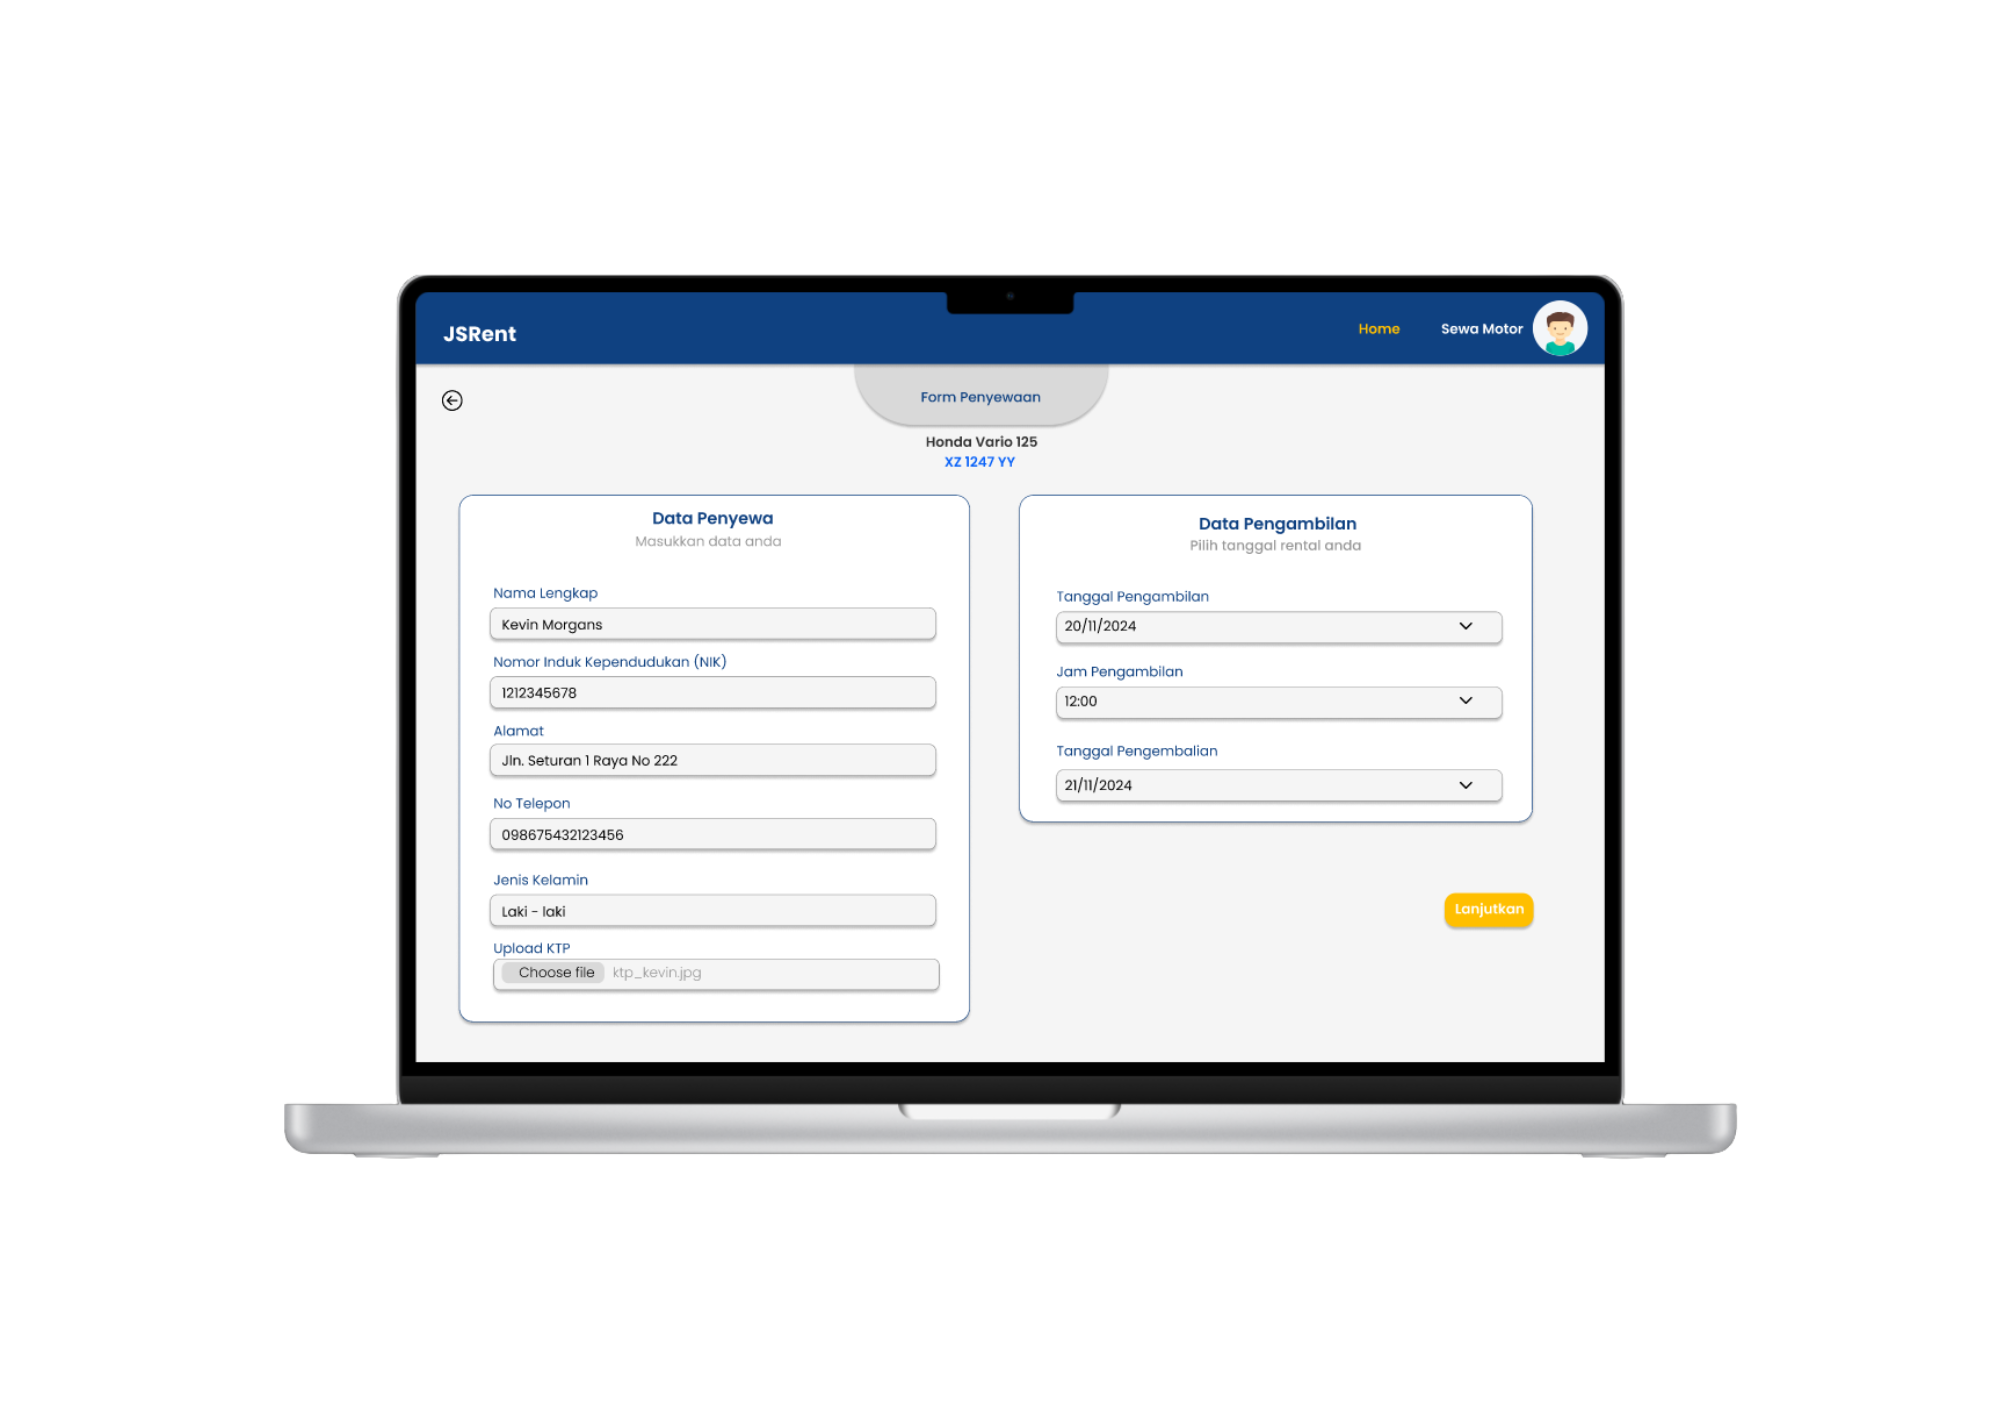 JSRent
Home
Sewa Motor
Form Penyewaan
Honda Vario 125
XZ 1247 YY
Data Penyewa
Masukkan data anda
Nama Lengkap
Kevin Morgans
Nomor Induk Kependudukan (NIK)
1212345678
Alamat
Jln. Seturan 1 Raya No 222
No Telepon
098675432123456
Jenis Kelamin
Laki - laki
Upload KTP
Choose file ktp_kevin.jpg
Data Pengambilan
Pilih tanggal rental anda
Tanggal Pengambilan
20/11/2024
Jam Pengambilan
12:00
Tanggal Pengembalian
21/11/2024
Lanjutkan